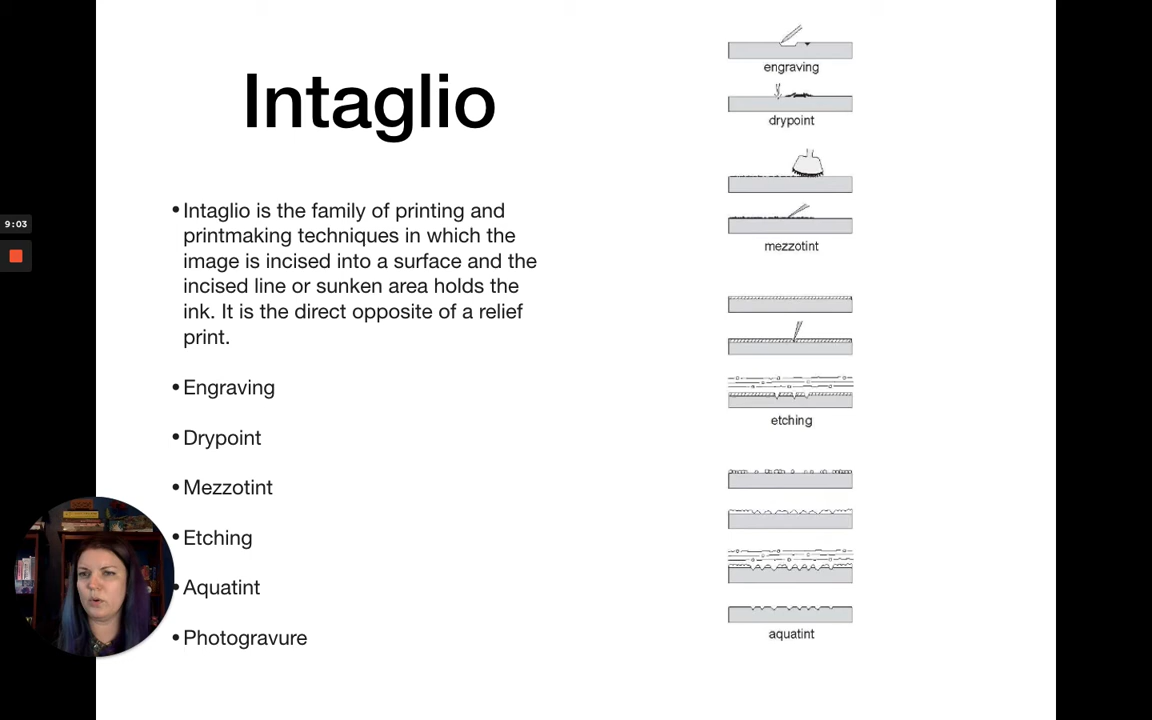 Intaglio
• Intaglio is the family of printing and
printmaking techniques in which the
image is incised into a surface and the
incised line or sunken area holds the
ink. It is the direct opposite of a relief
print.
• Engraving
• Drypoint
• Mezzotint
• Etching
• Aquatint
• Photogravure
engraving
drypoint
mezzotint
etching
aquatint
9:03